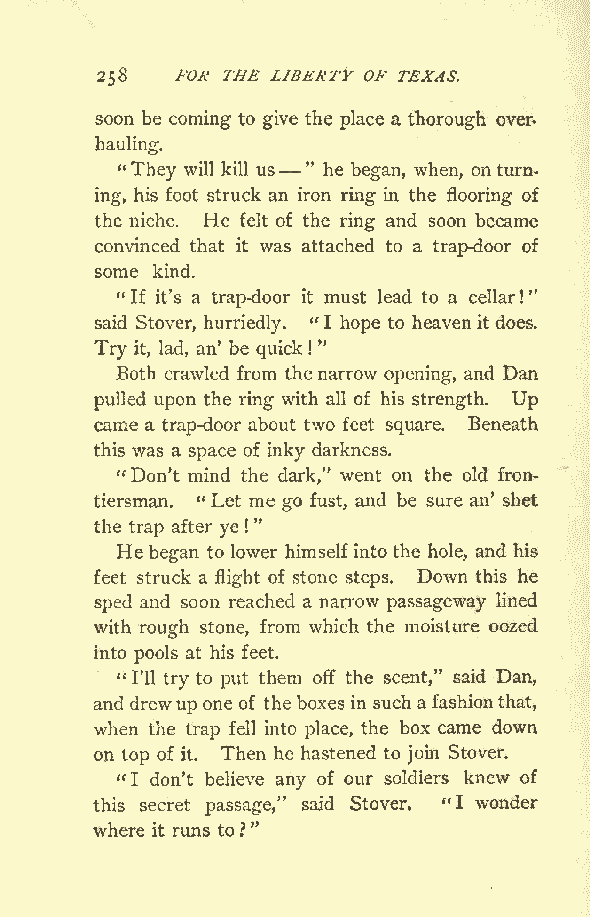 258 FOR THE LIBERTY OF TEXAS.
soon be coming to give the place a thorough over-
hauling.
"They will kill us—" he began, when, on turn-
ing, his foot struck an iron ring in the flooring of
the niche. He felt of the ring and soon became
convinced that it was attached to a trap-door of
some kind.
"If it's a trap-door it must lead to a cellar!"
said Stover, hurriedly. "I hope to heaven it does.
Try it, lad, an' be quick!"
Both crawled from the narrow opening, and Dan
pulled upon the ring with all of his strength. Up
came a trap-door about two feet square. Beneath
this was a space of inky darkness.
"Don't mind the dark," went on the old fron-
tiersman. "Let me go fust, and be sure an' shet
the trap after ye!"
He began to lower himself into the hole, and his
feet struck a flight of stone steps. Down this he
sped and soon reached a narrow passageway lined
with rough stone, from which the moisture oozed
into pools at his feet.
"I'll try to put them off the scent," said Dan,
and drew up one of the boxes in such a fashion that,
when the trap fell into place, the box came down
on top of it. Then he hastened to join Stover.
"I don't believe any of our soldiers knew of
this secret passage," said Stover. "I wonder
where it runs to?"